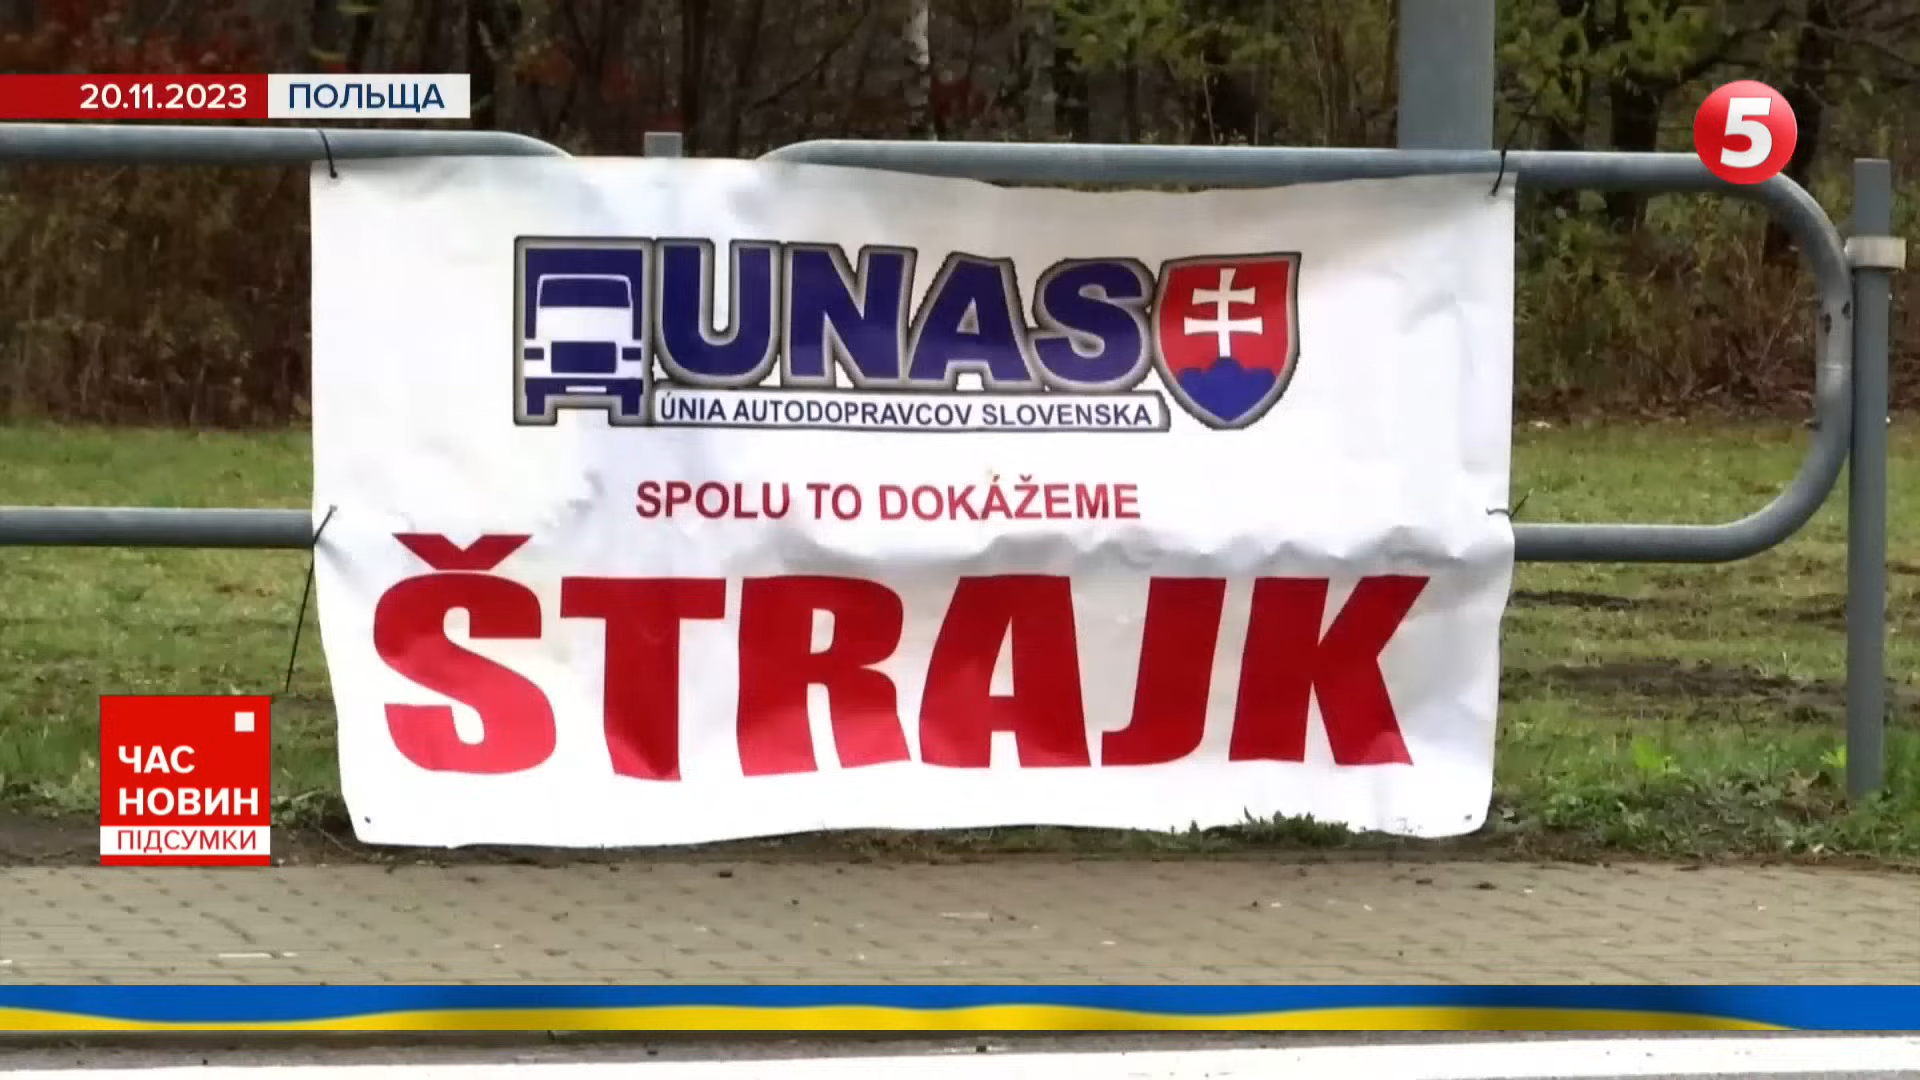 20.11.2023 ПОЛЬЩА
5
UNAS
ÚNIA AUTODOPRAVCOV SLOVENSKA
SPOLU TO DOKÁŽEME
ŠTRAJK
ЧАС
НОВИН
ПІДСУМКИ